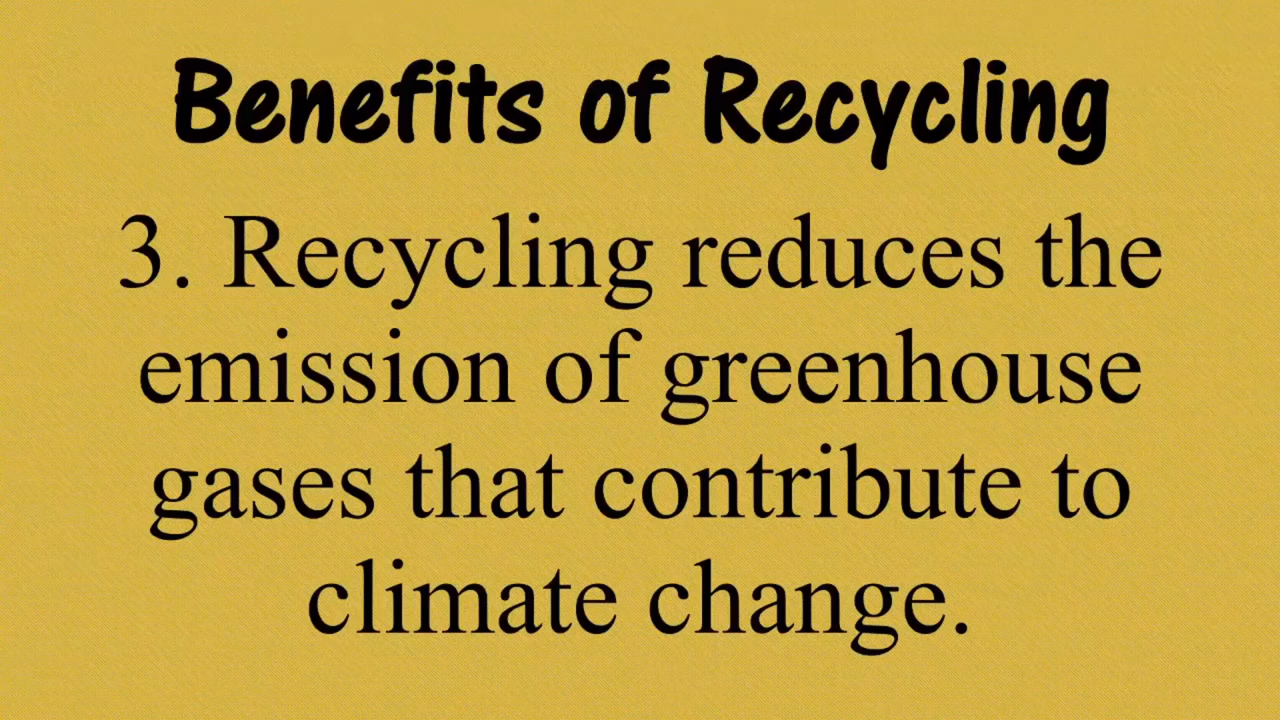 Benefits of Recycling
3. Recycling reduces the
emission of greenhouse
gases that contribute to
climate change.